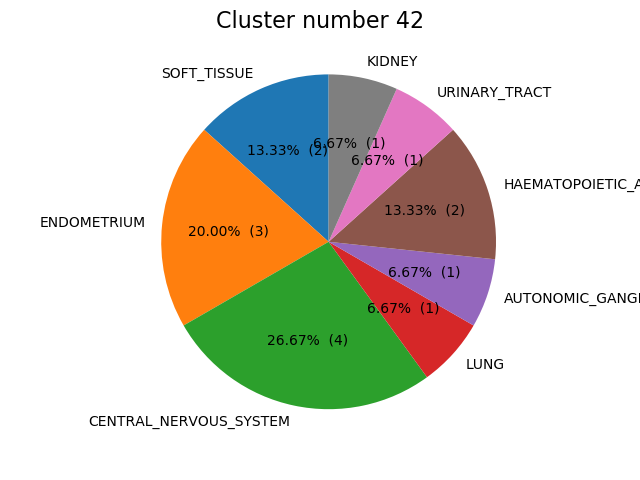 Cluster number 42
KIDNEY
SOFT_TISSUE
URINARY_TRACT
6.67% (1)
13.33% (2)
6.67% (1)
HAEMATOPOIETIC_A
13.33% (2)
ENDOMETRIUM
20.00% (3)
6.67% (1)
AUTONOMIC_GANGL
6.67% (1)
26.67% (4)
LUNG
CENTRAL_NERVOUS_SYSTEM